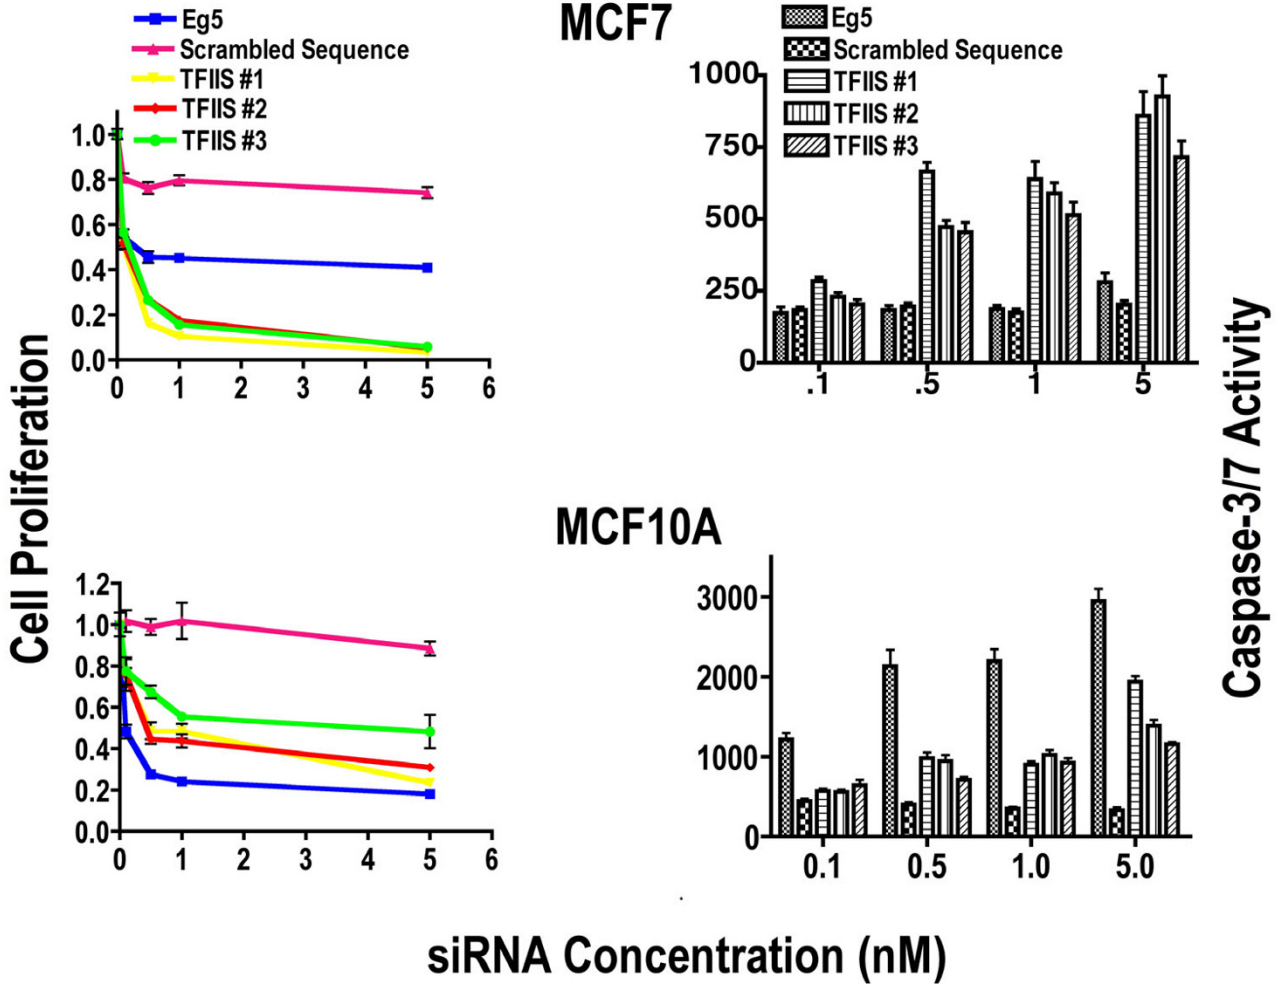 MCF7
Eg5
Scrambled Sequence
TFIIS #1
TFIIS #2
TFIIS #3
1.0
0.8
0.6
0.4
0.2
0.0
0 1 2 3 4 5 6
Eg5
Scrambled Sequence
TFIIS #1
TFIIS #2
TFIIS #3
1000
750
500
250
0
.1 .5 1 5
Cell Proliferation
Caspase-3/7 Activity
MCF10A
1.2
1.0
0.8
0.6
0.4
0.2
0.0
0 1 2 3 4 5 6
3000
2000
1000
0
0.1 0.5 1.0 5.0
siRNA Concentration (nM)